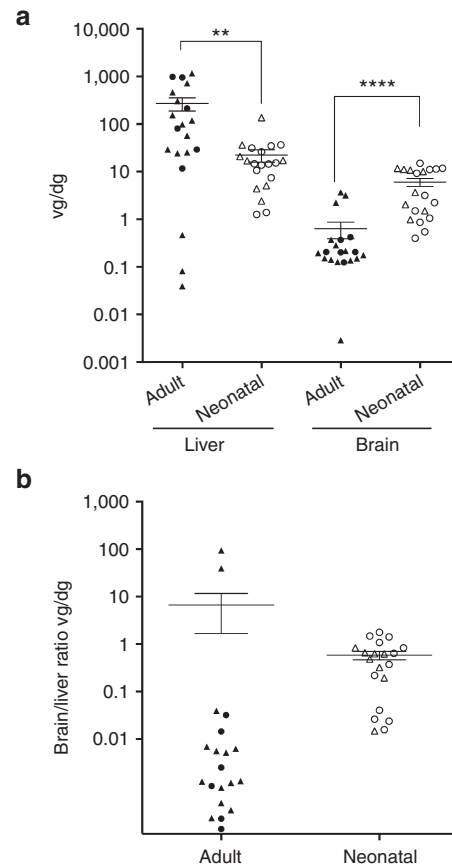 a
10,000
1,000
100
10
1
0.1
0.01
0.001
vg/dg
**
****
Adult
Neonatal
Adult
Neonatal
Liver
Brain
b
1,000
100
10
1
0.1
0.01
Brain/liver ratio vg/dg
Adult
Neonatal